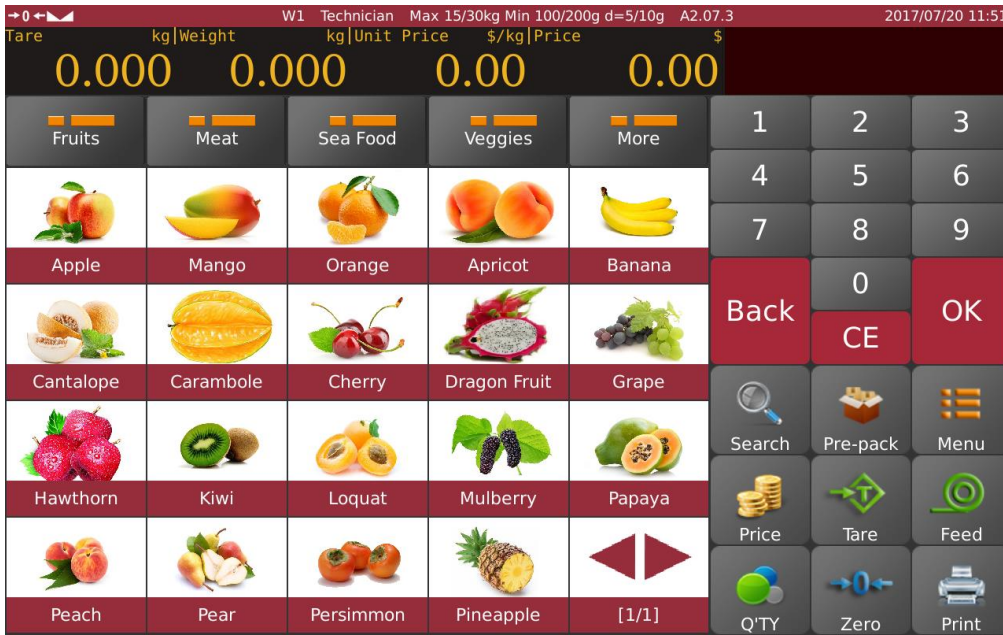 →0← W1 Technician Max 15/30kg Min 100/200g d=5/10g A2.07.3 2017/07/20 11:51
Tare kg|Weight kg|Unit Price $/kg|Price $
0.000 0.000 0.00 0.00
Fruits Meat Sea Food Veggies More
1 2 3
4 5 6
7 8 9
Apple Mango Orange Apricot Banana
Back 0 OK
CE
Cantalope Carambole Cherry Dragon Fruit Grape
Search Pre-pack Menu
Hawthorn Kiwi Loquat Mulberry Papaya
Price T Tare Feed
Peach Pear Persimmon Pineapple [1/1]
→0←
Q'TY Zero Print